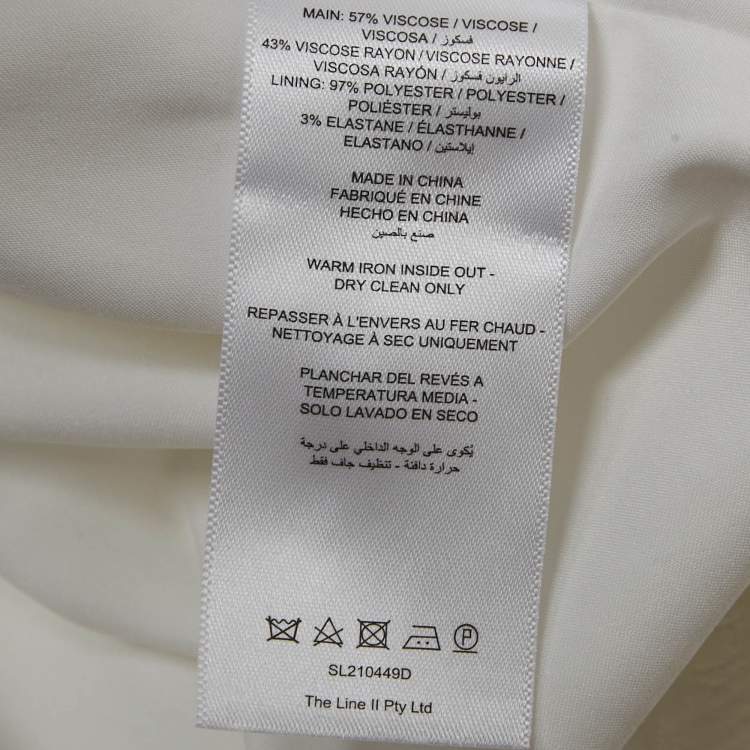 MAIN: 57% VISCOSE / VISCOSE /
VISCOSA / فسكوز
43% VISCOSE RAYON / VISCOSE RAYONNE /
VISCOSA RAYÓN / الرايون فسكوز
LINING: 97% POLYESTER / POLYESTER /
POLIÉSTER / بوليستر
3% ELASTANE / ÉLASTHANNE /
ELASTANO / إيلاستين
MADE IN CHINA
FABRIQUÉ EN CHINE
HECHO EN CHINA
صنع بالصين
WARM IRON INSIDE OUT -
DRY CLEAN ONLY
REPASSER À L'ENVERS AU FER CHAUD -
NETTOYAGE À SEC UNIQUEMENT
PLANCHAR DEL REVÉS A
TEMPERATURA MEDIA -
SOLO LAVADO EN SECO
يُكوى على الوجه الداخلي على درجة
حرارة دافئة - تنظيف جاف فقط
P
SL210449D
The Line II Pty Ltd